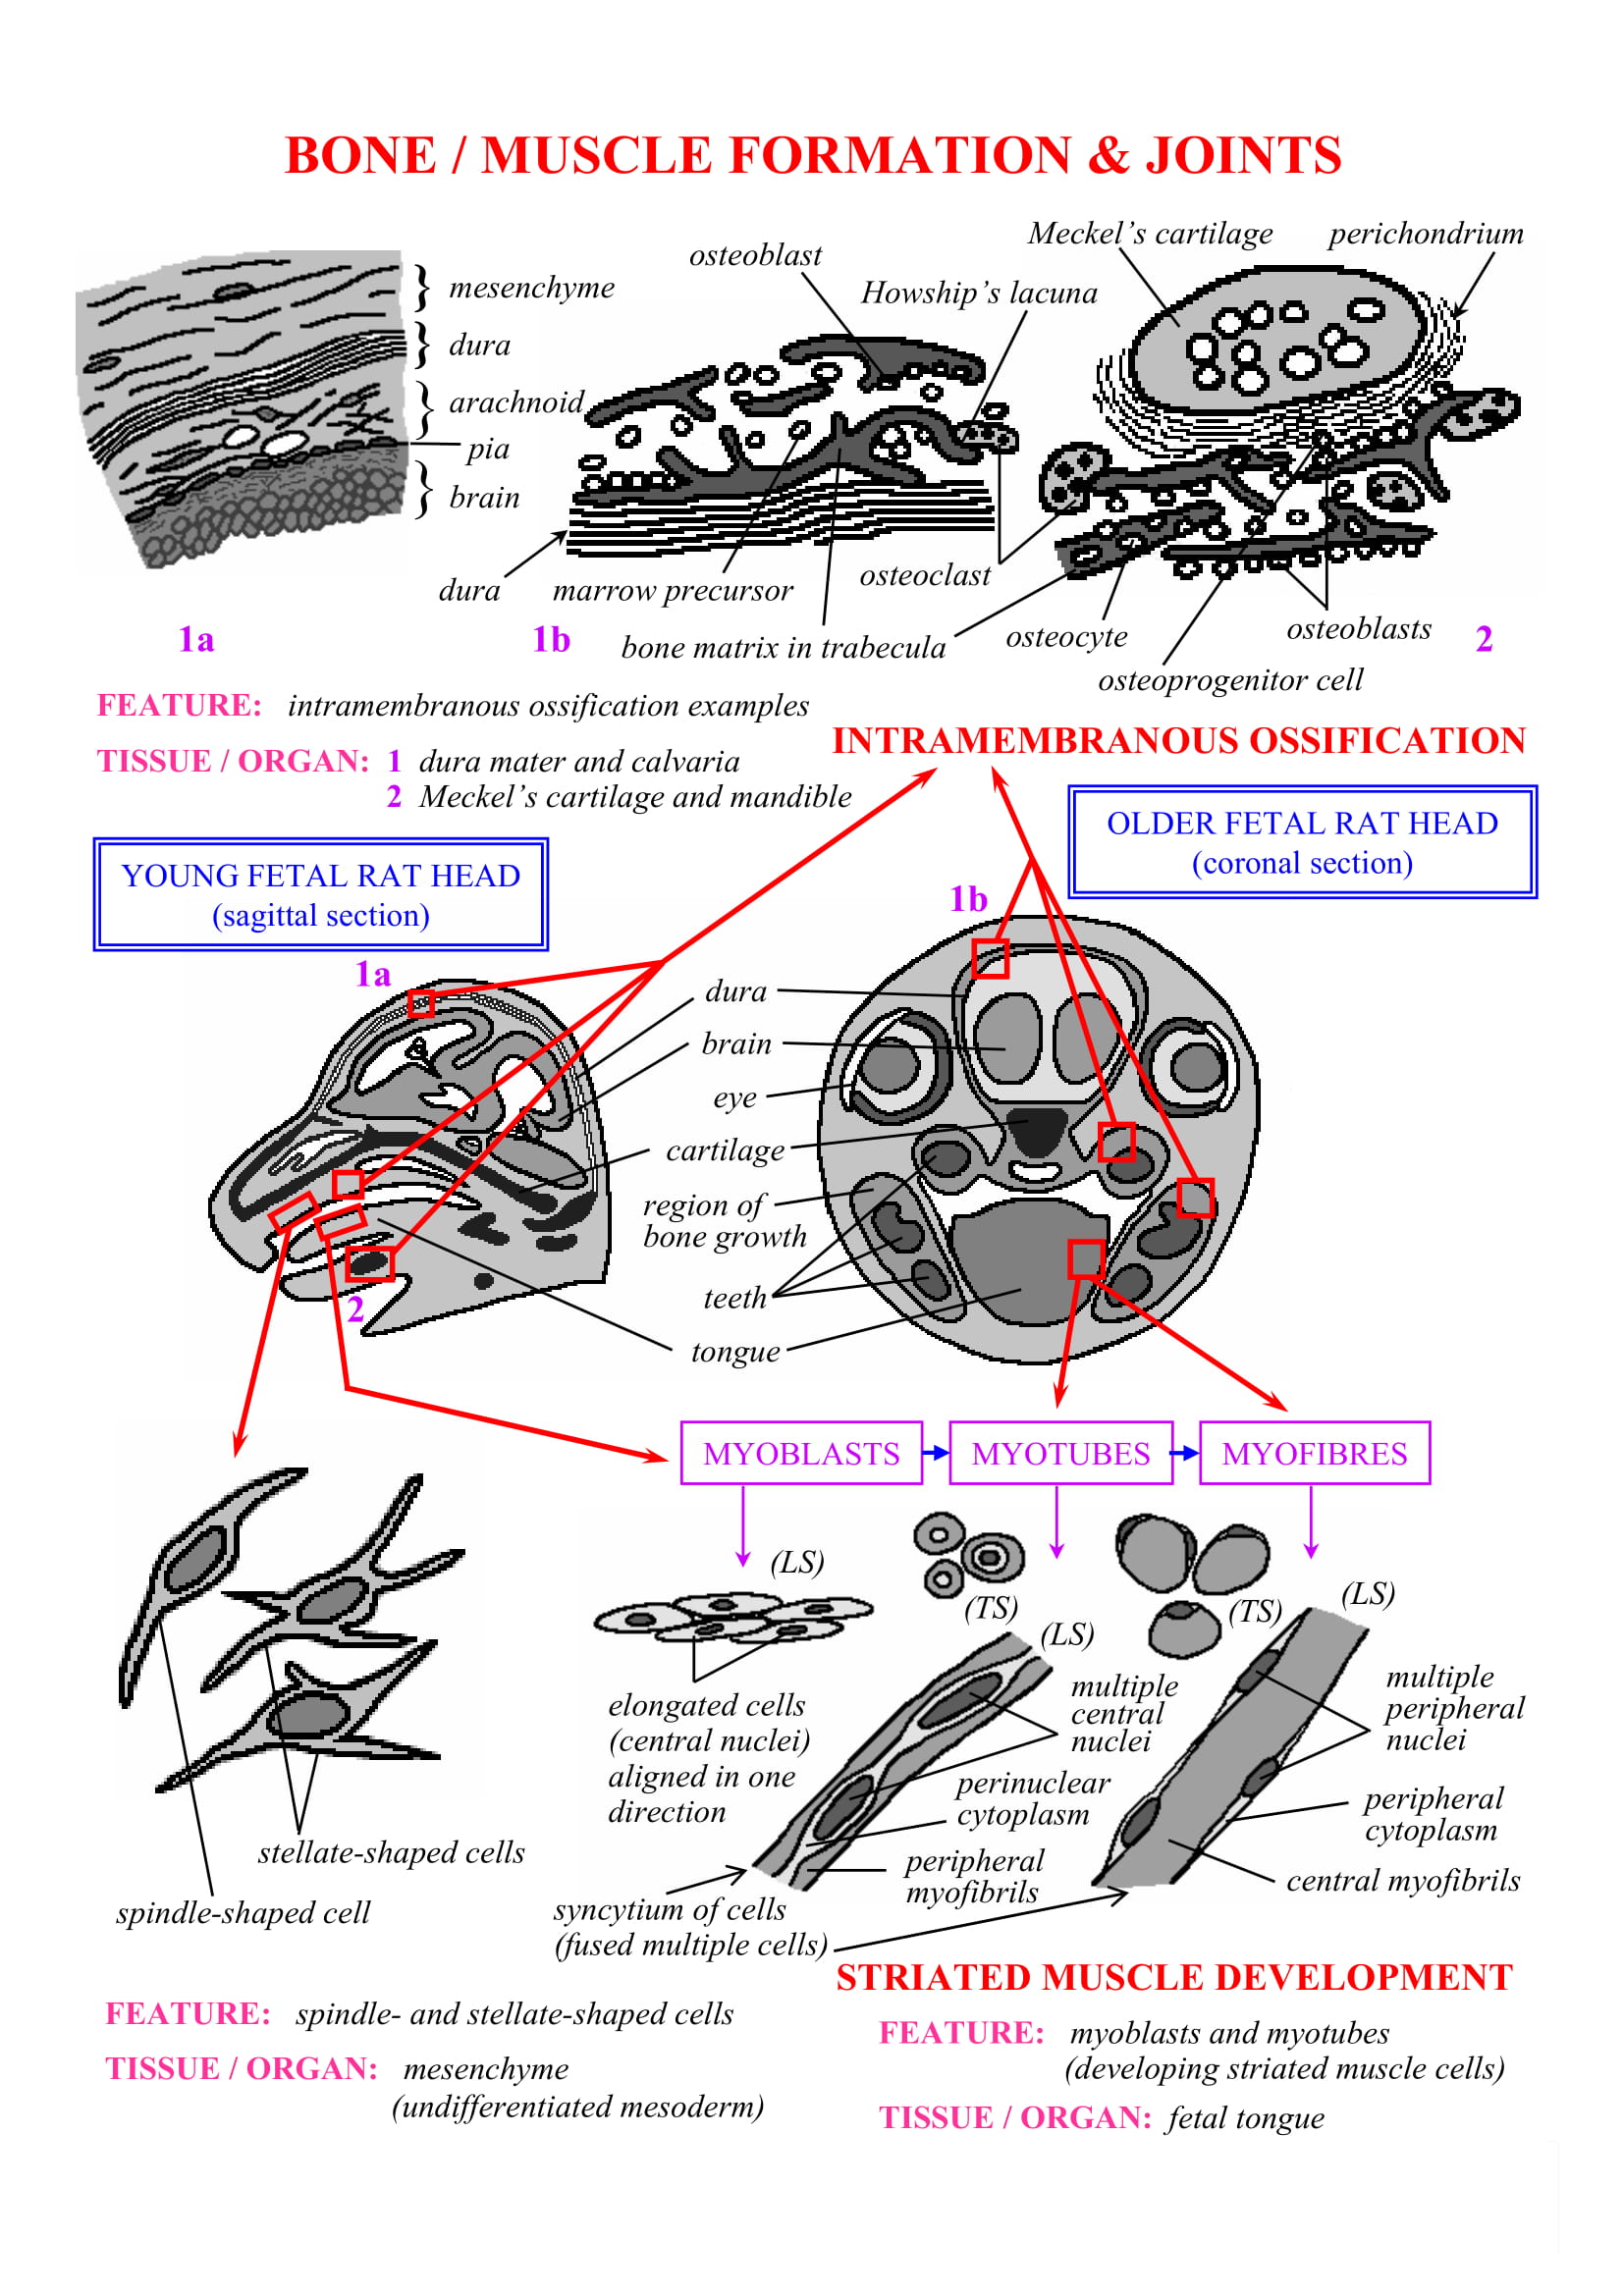 BONE / MUSCLE FORMATION & JOINTS
mesenchyme
dura
arachnoid
pia
brain
osteoblast
Howship's lacuna
Meckel's cartilage
perichondrium
dura
marrow precursor
osteoclast
bone matrix in trabecula
osteocyte
osteoblasts
osteoprogenitor cell
1a
1b
2
FEATURE: intramembranous ossification examples
TISSUE / ORGAN: 1 dura mater and calvaria
2 Meckel's cartilage and mandible
INTRAMEMBRANOUS OSSIFICATION
YOUNG FETAL RAT HEAD
(sagittal section)
OLDER FETAL RAT HEAD
(coronal section)
1a
1b
dura
brain
eye
cartilage
region of
bone growth
teeth
tongue
2
MYOBLASTS
MYOTUBES
MYOFIBRES
(LS)
(TS)
(LS)
(TS)
(LS)
elongated cells
(central nuclei)
aligned in one
direction
multiple
central
nuclei
perinuclear
cytoplasm
peripheral
myofibrils
multiple
peripheral
nuclei
peripheral
cytoplasm
central myofibrils
stellate-shaped cells
spindle-shaped cell
syncytium of cells
(fused multiple cells)
STRIATED MUSCLE DEVELOPMENT
FEATURE: spindle- and stellate-shaped cells
TISSUE / ORGAN: mesenchyme
(undifferentiated mesoderm)
FEATURE: myoblasts and myotubes
(developing striated muscle cells)
TISSUE / ORGAN: fetal tongue